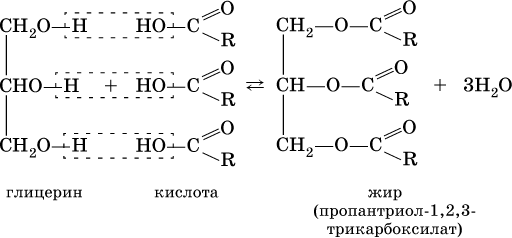 CH₂O—H HO—C O R CH₂—O—C O R
CHO—H + HO—C O R ⇄ CH—O—C O R + 3H₂O
CH₂O—H HO—C O R CH₂—O—C O R
глицерин кислота жир
(пропантриол-1,2,3-
трикарбоксилат)